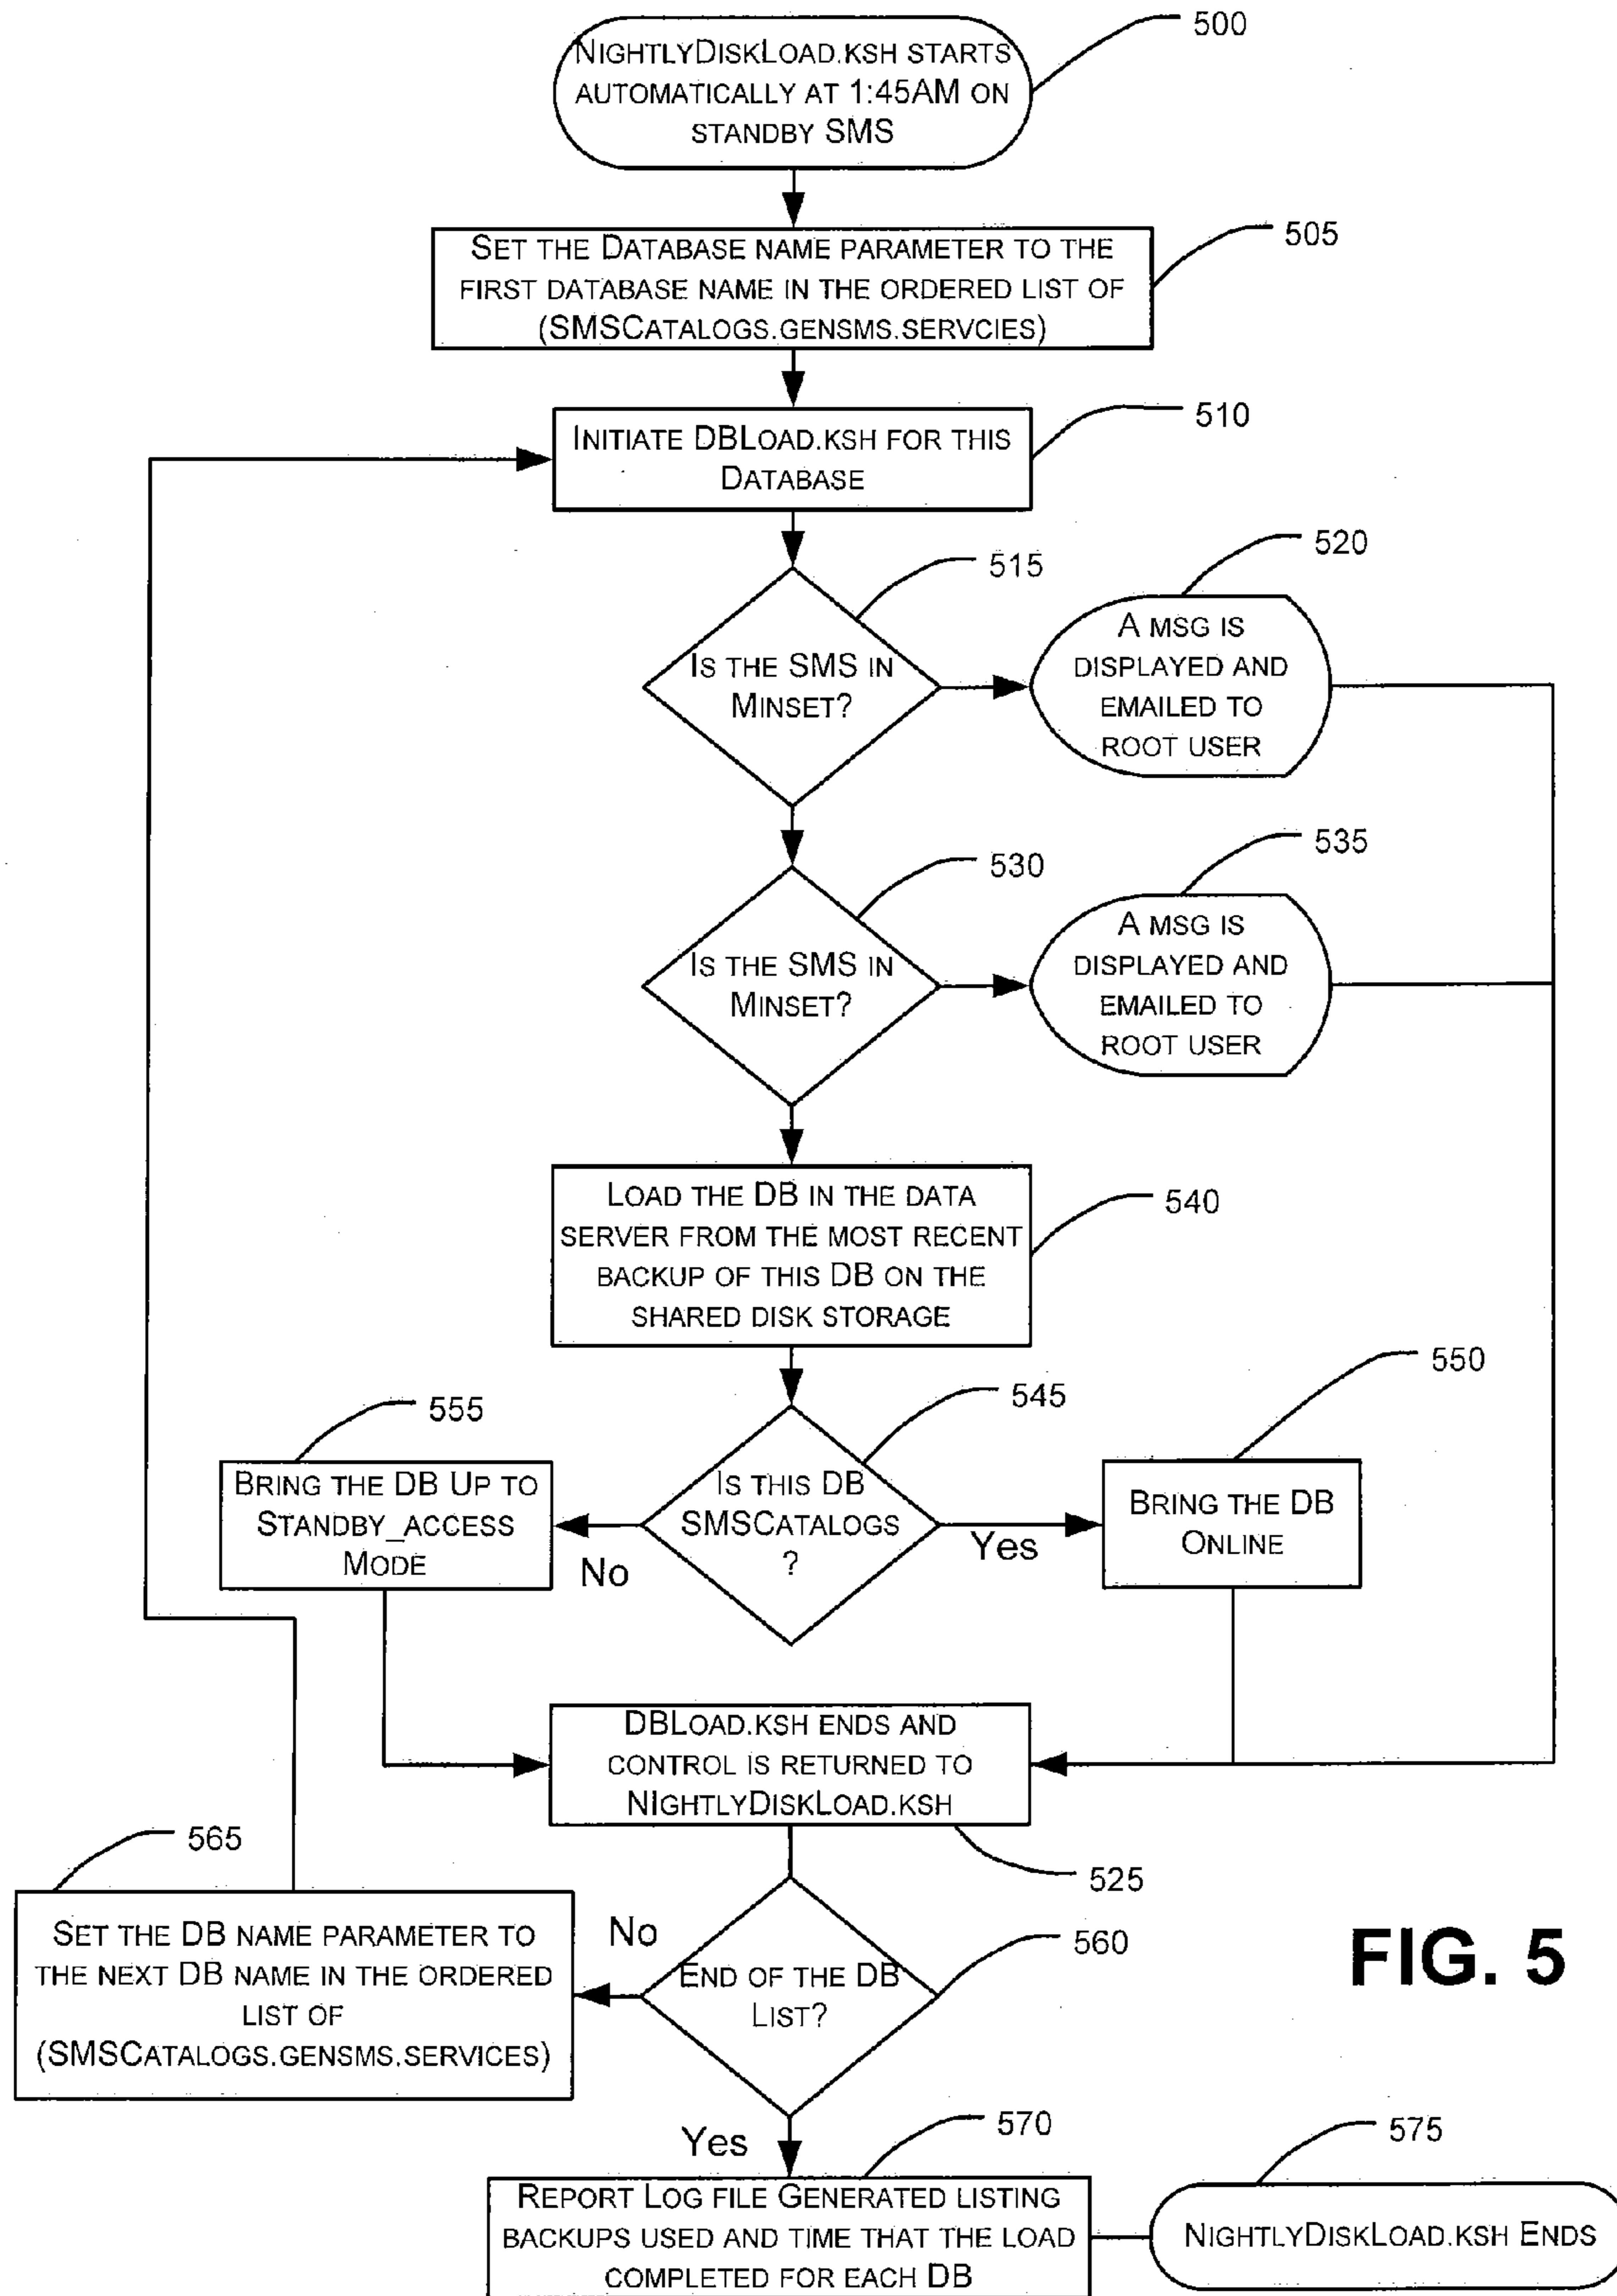 NightlyDiskLoad.ksh starts
automatically at 1:45am on
standby SMS
500
Set the Database name parameter to the
first database name in the ordered list of
(SMSCatalogs.gensms.servcies)
505
Initiate DBLoad.ksh for this
Database
510
Is the SMS in
Minset?
515
A msg is
displayed and
emailed to
root user
520
Is the SMS in
Minset?
530
A msg is
displayed and
emailed to
root user
535
Load the DB in the data
server from the most recent
backup of this DB on the
shared disk storage
540
Is this DB
SMSCatalogs
?
545
Yes
No
Bring the DB
Online
550
Bring the DB Up to
Standby_access
Mode
555
DBLoad.ksh ends and
control is returned to
NIghtlyDiskLoad.ksh
525
End of the DB
List?
560
No
Set the DB name parameter to
the next DB name in the ordered
list of
(SMSCatalogs.gensms.services)
565
FIG. 5
Yes
Report Log file Generated listing
backups used and time that the load
completed for each DB
570
NightlyDiskLoad.ksh Ends
575